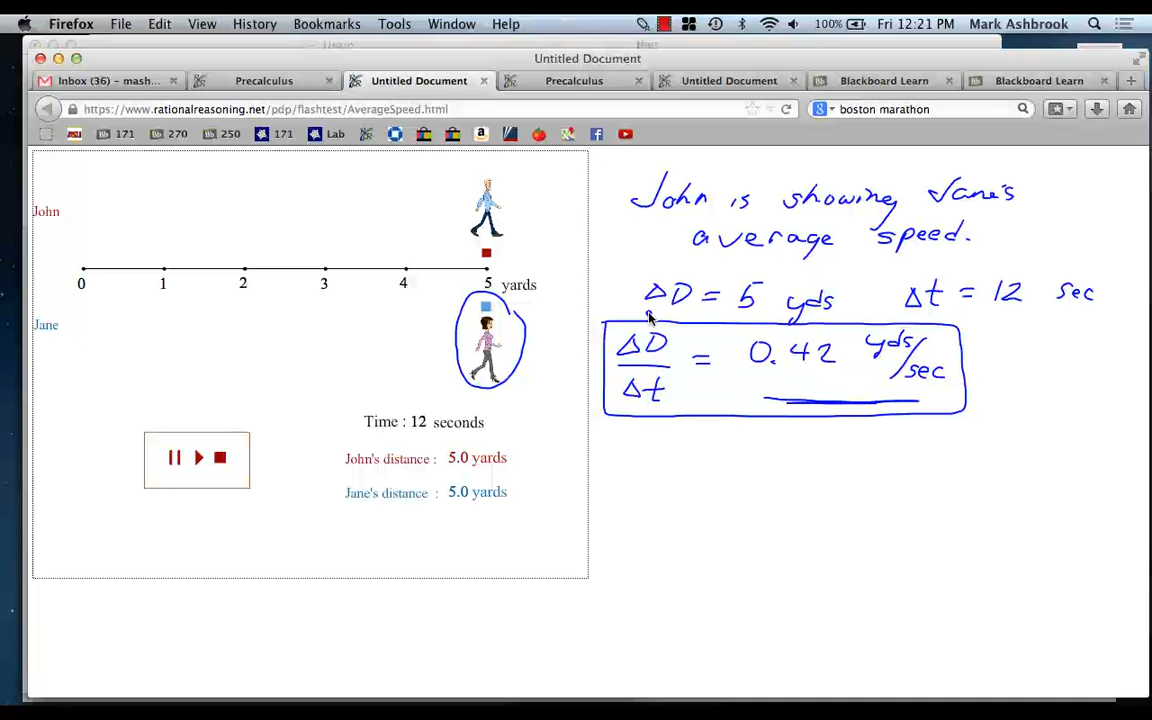 Firefox File Edit View History Bookmarks Tools Window Help 100% Fri 12:21 PM Mark Ashbrook
Untitled Document
Inbox (36) – mash... × Precalculus × Untitled Document × Precalculus × Untitled Document × Blackboard Learn × Blackboard Learn × +
https://www.rationalreasoning.net/pdp/flashtest/AverageSpeed.html boston marathon
ASU Bb 171 Bb 270 Bb 250 171 Lab
John
0 1 2 3 4 5 yards
Jane
Time : 12 seconds
John's distance : 5.0 yards
Jane's distance : 5.0 yards
John is showing Jane's
average speed.
ΔD = 5 yds Δt = 12 sec
ΔD/Δt = 0.42 yds/sec